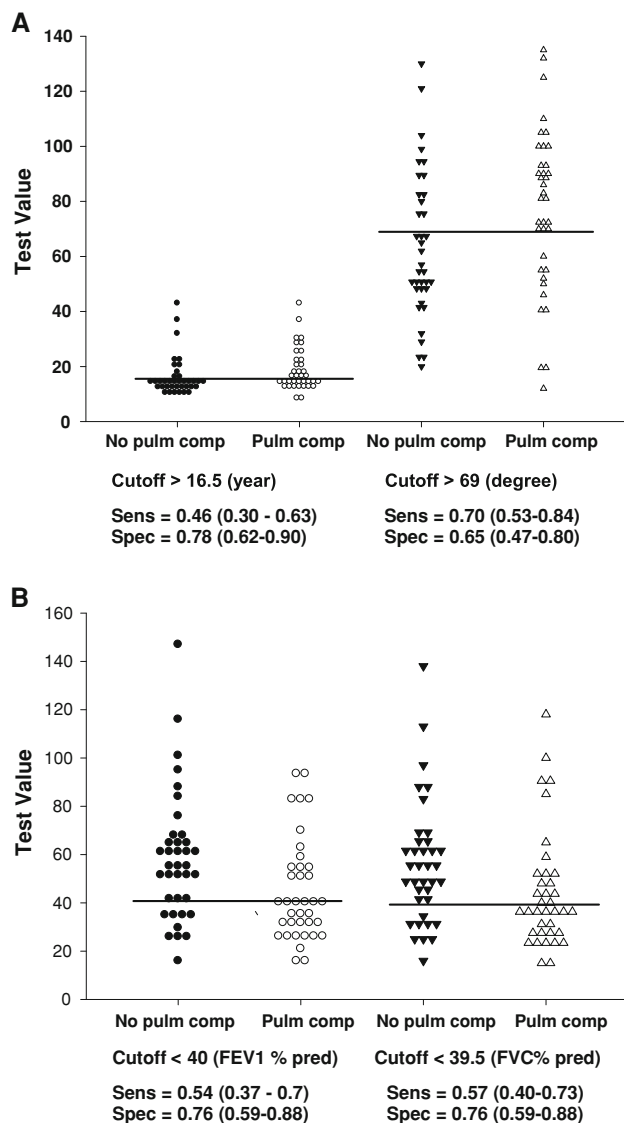 A
140
120
100
80
60
40
20
0
Test Value
No pulm comp Pulm comp No pulm comp Pulm comp
Cutoff > 16.5 (year) Cutoff > 69 (degree)
Sens = 0.46 (0.30 - 0.63) Sens = 0.70 (0.53-0.84)
Spec = 0.78 (0.62-0.90) Spec = 0.65 (0.47-0.80)
B
160
140
120
100
80
60
40
20
0
Test Value
No pulm comp Pulm comp No pulm comp Pulm comp
Cutoff < 40 (FEV1 % pred) Cutoff < 39.5 (FVC% pred)
Sens = 0.54 (0.37 - 0.7) Sens = 0.57 (0.40-0.73)
Spec = 0.76 (0.59-0.88) Spec = 0.76 (0.59-0.88)